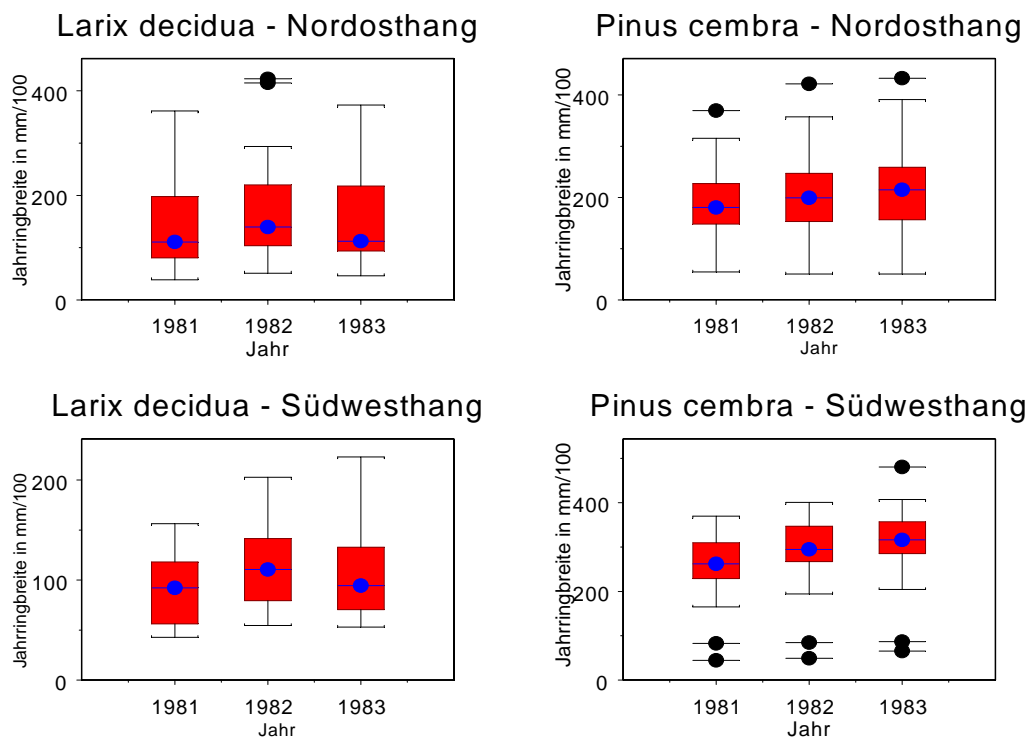 Larix decidua - Nordosthang
Jahrringbreite in mm/100
400
200
0
1981 1982 1983
Jahr
Pinus cembra - Nordosthang
Jahrringbreite in mm/100
400
200
0
1981 1982 1983
Jahr
Larix decidua - Südwesthang
Jahrringbreite in mm/100
200
100
0
1981 1982 1983
Jahr
Pinus cembra - Südwesthang
Jahrringbreite in mm/100
400
200
0
1981 1982 1983
Jahr